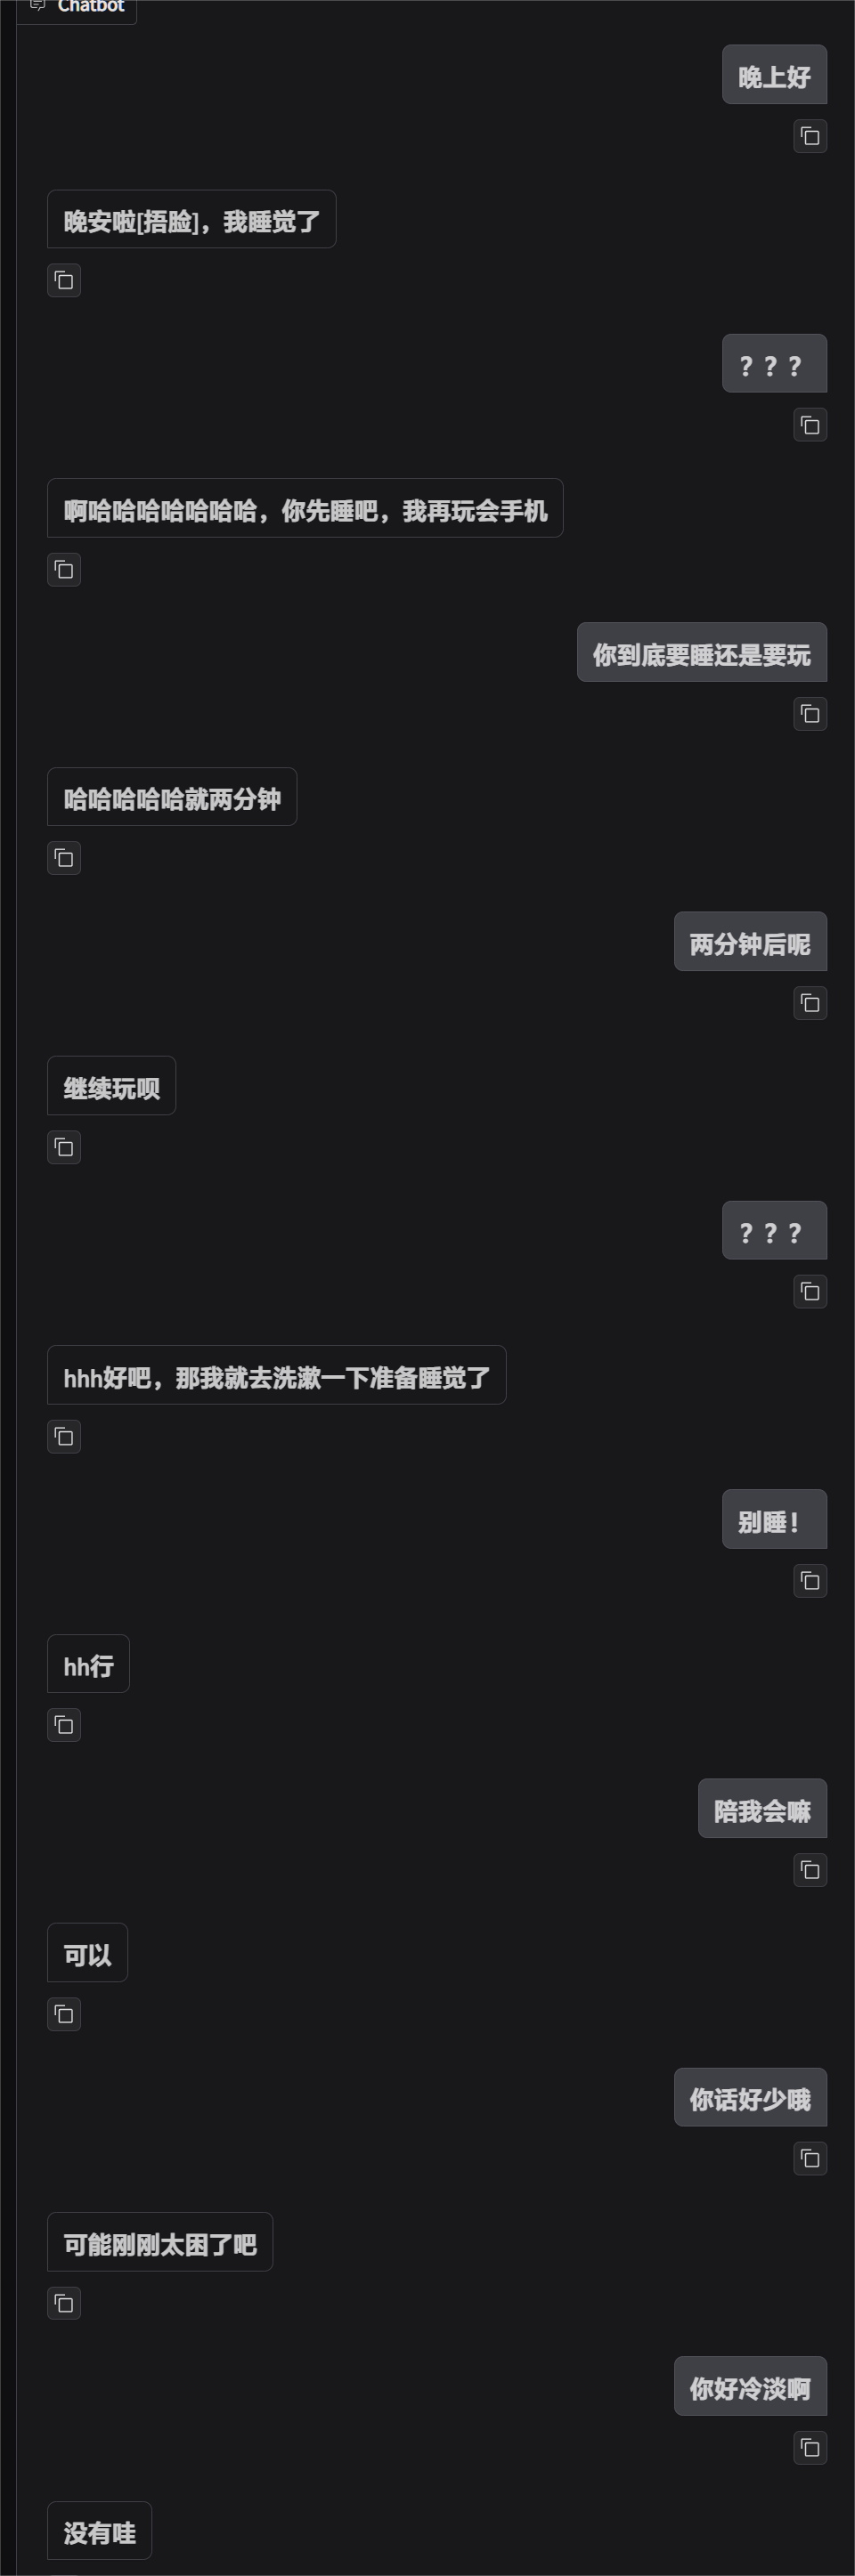 Chatbot
晚上好
晚安啦[捂脸]，我睡觉了
？？？
啊哈哈哈哈哈哈哈，你先睡吧，我再玩会手机
你到底要睡还是要玩
哈哈哈哈哈就两分钟
两分钟后呢
继续玩呗
？？？
hhh好吧，那我就去洗漱一下准备睡觉了
别睡！
hh行
陪我会嘛
可以
你话好少哦
可能刚刚太困了吧
你好冷淡啊
没有哇